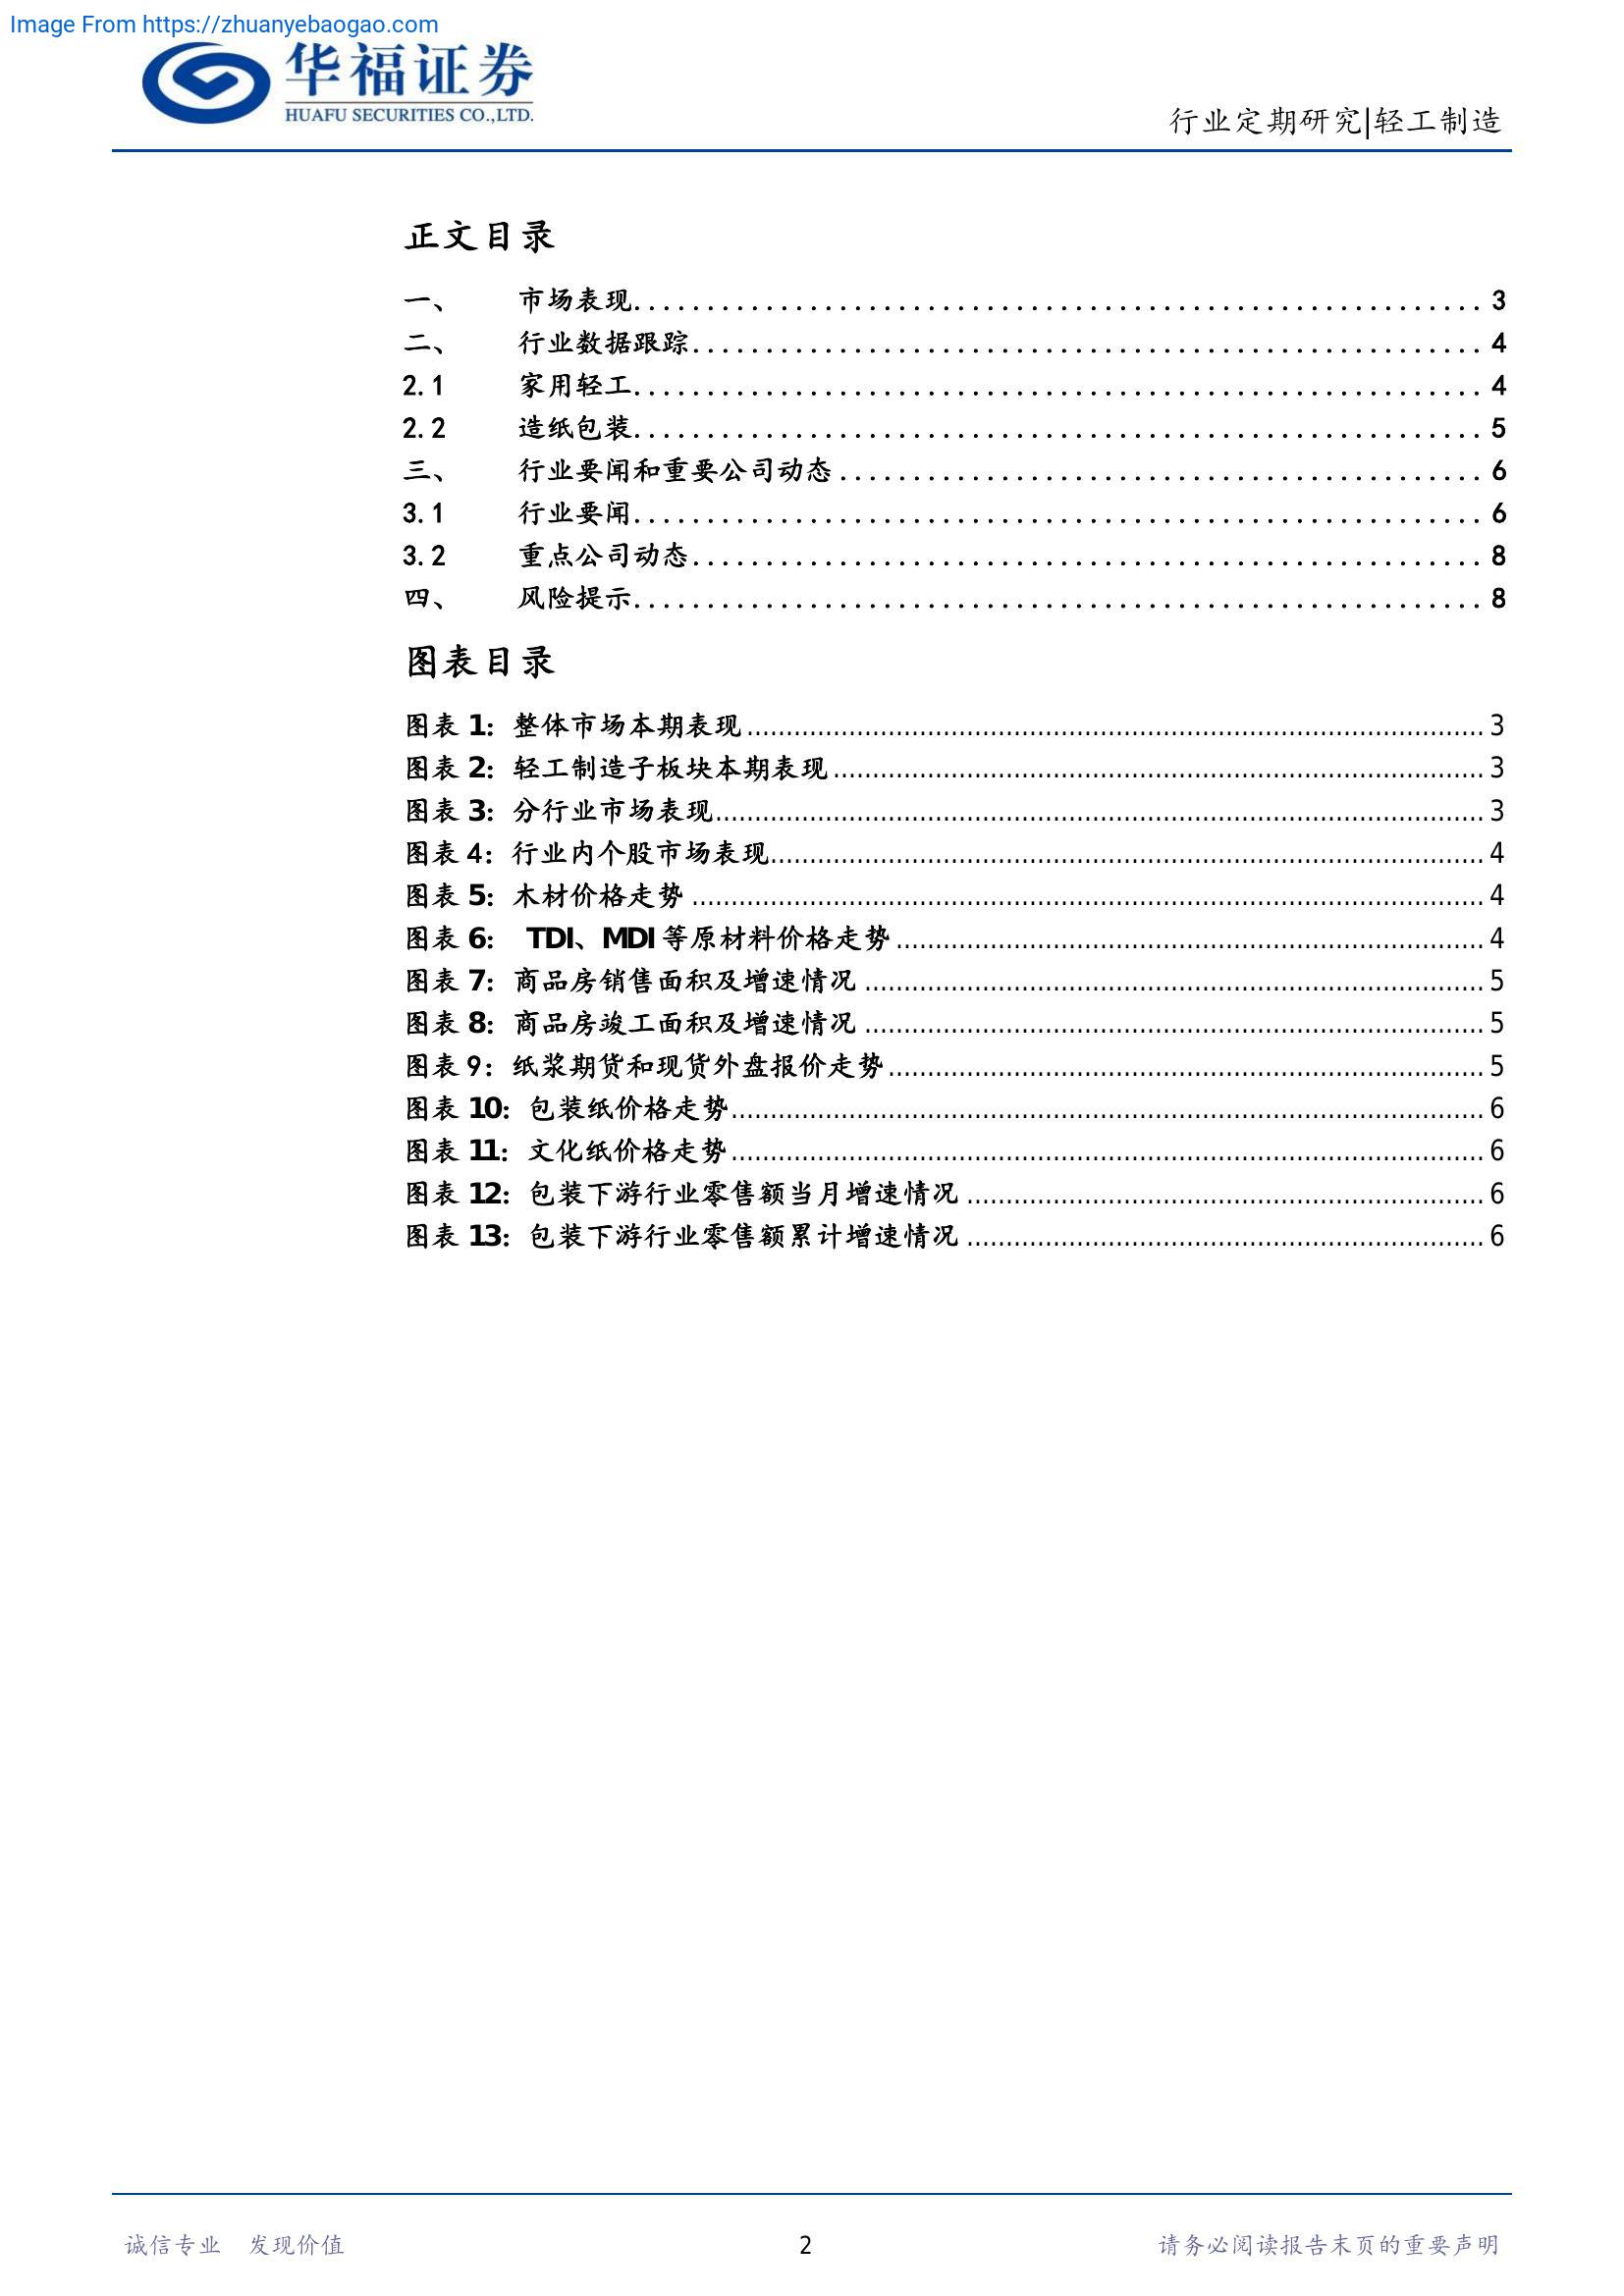 Image From https://zhuanyebaogao.com
华福证券
HUAFU SECURITIES CO.,LTD.
行业定期研究|轻工制造
正文目录
一、 市场表现........................................................ 3
二、 行业数据跟踪.................................................... 4
2.1 家用轻工........................................................ 4
2.2 造纸包装........................................................ 5
三、 行业要闻和重要公司动态.......................................... 6
3.1 行业要闻........................................................ 6
3.2 重点公司动态.................................................... 8
四、 风险提示........................................................ 8
图表目录
图表 1：整体市场本期表现........................................................ 3
图表 2：轻工制造子板块本期表现........................................................ 3
图表 3：分行业市场表现........................................................ 3
图表 4：行业内个股市场表现........................................................ 4
图表 5：木材价格走势........................................................ 4
图表 6： TDI、MDI 等原材料价格走势........................................................ 4
图表 7：商品房销售面积及增速情况........................................................ 5
图表 8：商品房竣工面积及增速情况........................................................ 5
图表 9：纸浆期货和现货外盘报价走势........................................................ 5
图表 10：包装纸价格走势........................................................ 6
图表 11：文化纸价格走势........................................................ 6
图表 12：包装下游行业零售额当月增速情况........................................................ 6
图表 13：包装下游行业零售额累计增速情况........................................................ 6
诚信专业 发现价值
2
请务必阅读报告末页的重要声明